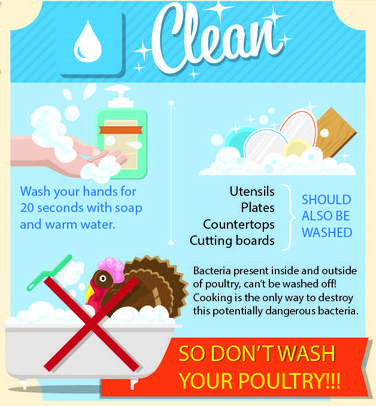 Clean
Wash your hands for
20 seconds with soap
and warm water.
Utensils
Plates
Countertops
Cutting boards
SHOULD
ALSO BE
WASHED
Bacteria present inside and outside
of poultry, can't be washed off!
Cooking is the only way to destroy
this potentially dangerous bacteria.
SO DON'T WASH
YOUR POULTRY!!!